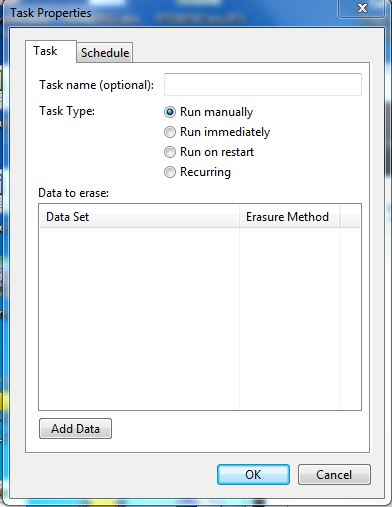 Task Properties
Task
Schedule
Task name (optional):
Task Type:
Run manually
Run immediately
Run on restart
Recurring
Data to erase:
Data Set
Erasure Method
Add Data
OK
Cancel